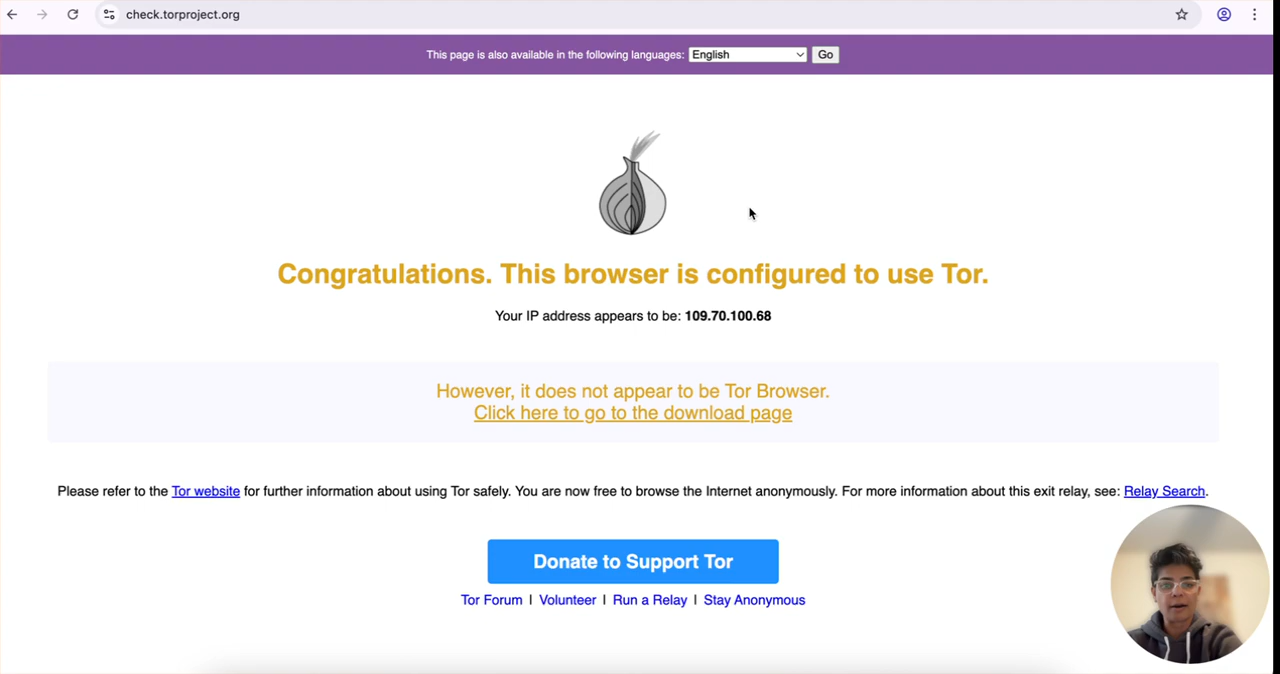 check.torproject.org
This page is also available in the following languages: English Go
Congratulations. This browser is configured to use Tor.
Your IP address appears to be: 109.70.100.68
However, it does not appear to be Tor Browser.
Click here to go to the download page
Please refer to the Tor website for further information about using Tor safely. You are now free to browse the Internet anonymously. For more information about this exit relay, see: Relay Search.
Donate to Support Tor
Tor Forum | Volunteer | Run a Relay | Stay Anonymous